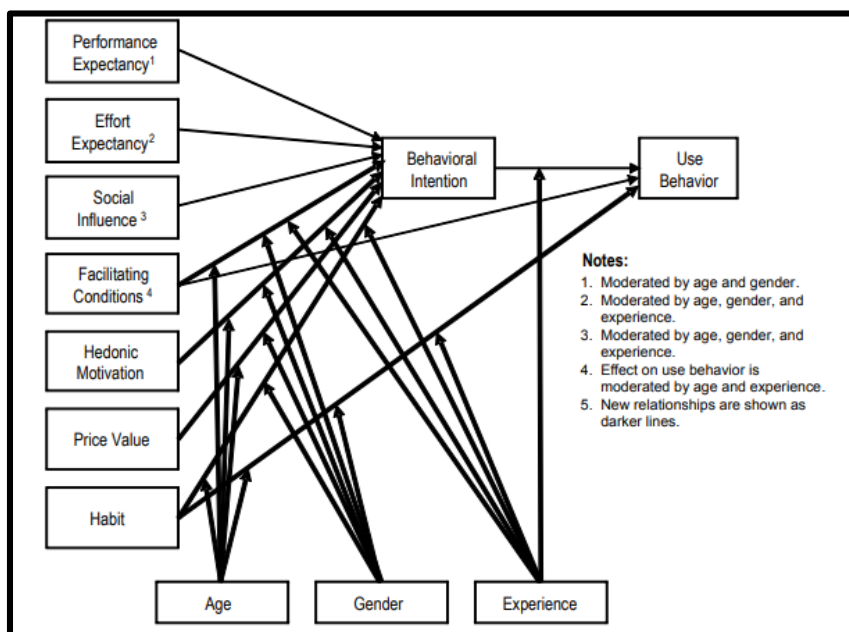 Performance
Expectancy¹
Effort
Expectancy²
Social
Influence ³
Facilitating
Conditions ⁴
Hedonic
Motivation
Price Value
Habit
Behavioral
Intention
Use
Behavior
Notes:
1. Moderated by age and gender.
2. Moderated by age, gender, and
experience.
3. Moderated by age, gender, and
experience.
4. Effect on use behavior is
moderated by age and experience.
5. New relationships are shown as
darker lines.
Age
Gender
Experience